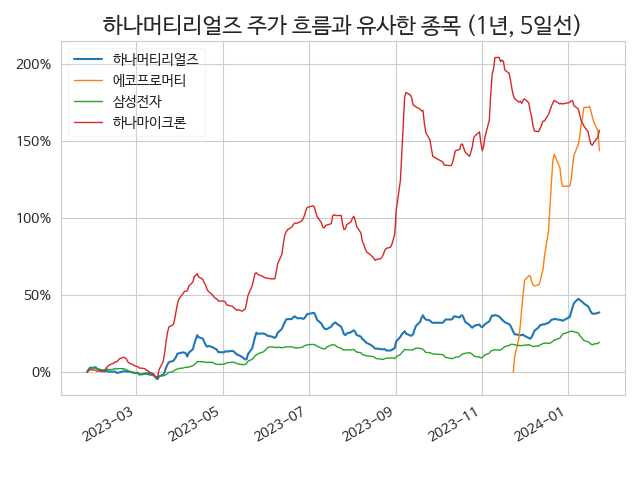 하나머티리얼즈 주가 흐름과 유사한 종목 (1년, 5일선)
하나머티리얼즈
에코프로머티
삼성전자
하나마이크론
200%
150%
100%
50%
0%
2023-03
2023-05
2023-07
2023-09
2023-11
2024-01